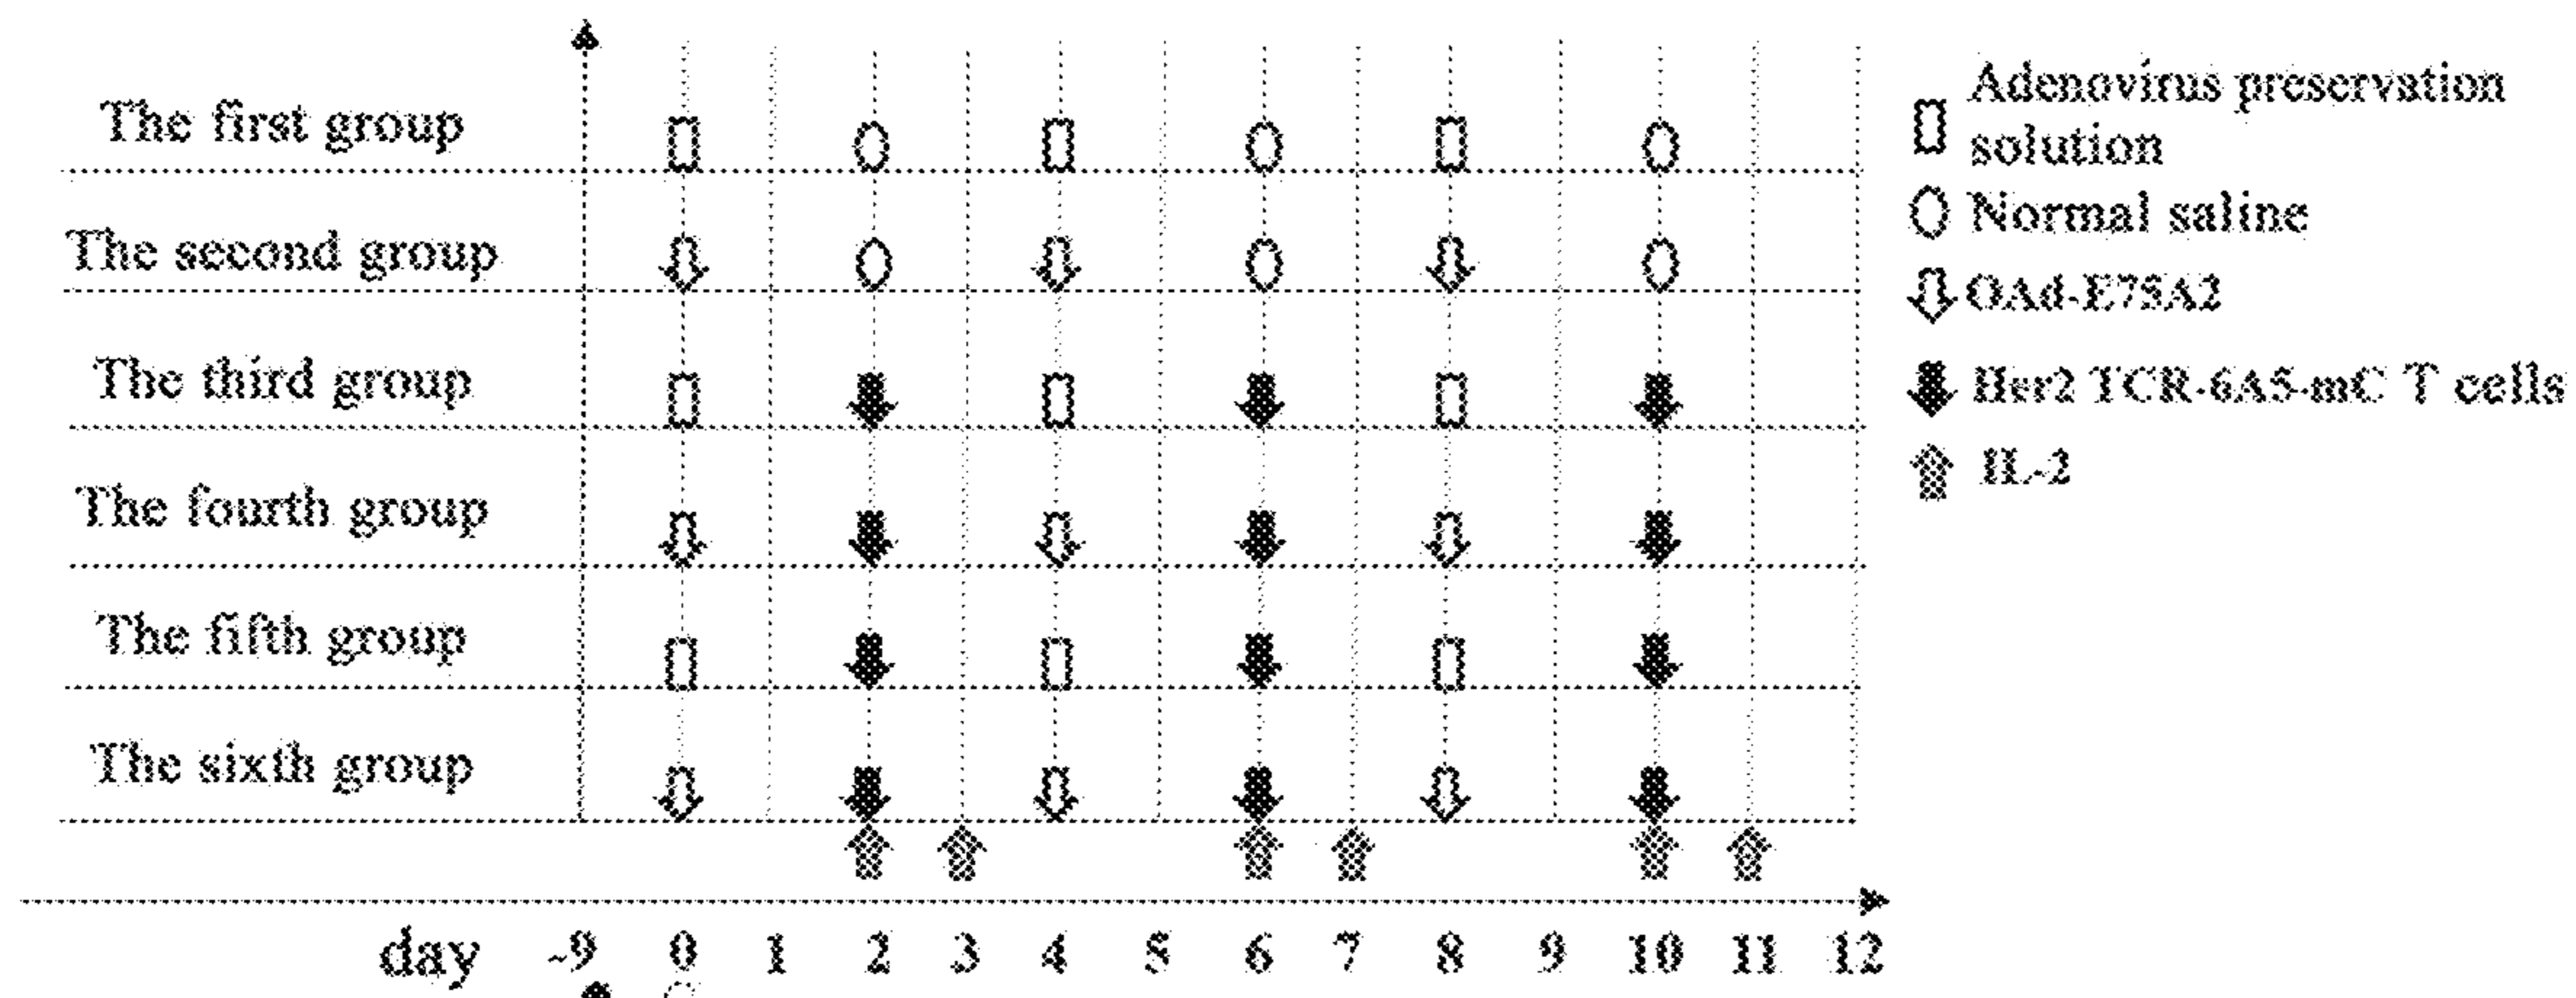 The first group
The second group
The third group
The fourth group
The fifth group
The sixth group
Adenovirus preservation
solution
Normal saline
OAd-E75A2
Her2 TCR-6A5-mC T cells
IL-2
day -9 0 1 2 3 4 5 6 7 8 9 10 11 12